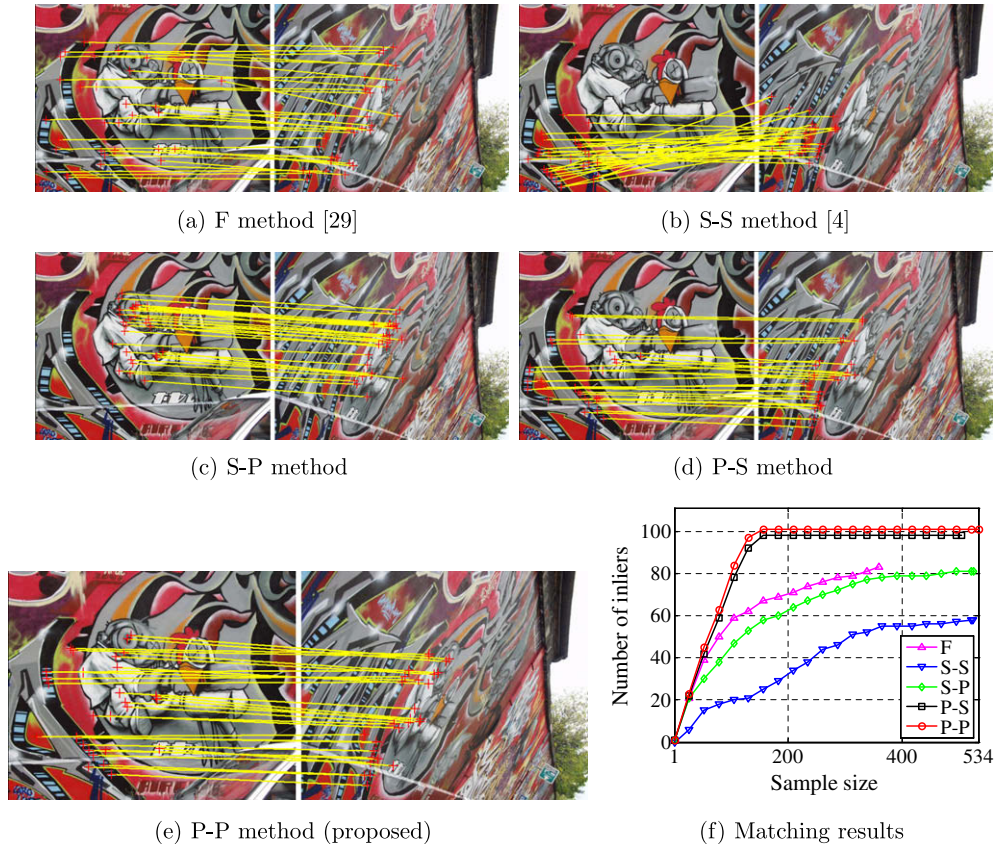 (a) F method [29]
(b) S-S method [4]
(c) S-P method
(d) P-S method
(e) P-P method (proposed)
Number of inliers
100
80
60
40
20
0
1
200
400
534
Sample size
F
S-S
S-P
P-S
P-P
(f) Matching results